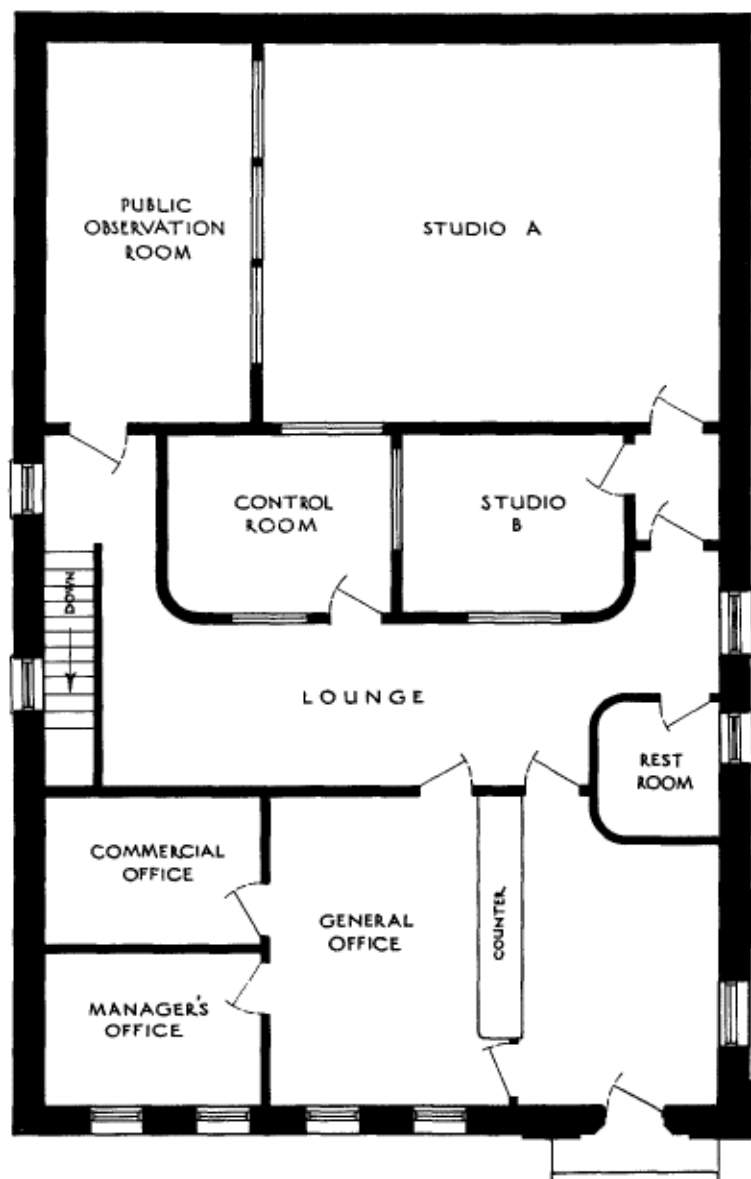 PUBLIC
OBSERVATION
ROOM
STUDIO A
CONTROL
ROOM
STUDIO
B
DOWN
LOUNGE
REST
ROOM
COMMERCIAL
OFFICE
GENERAL
OFFICE
COUNTER
MANAGER'S
OFFICE